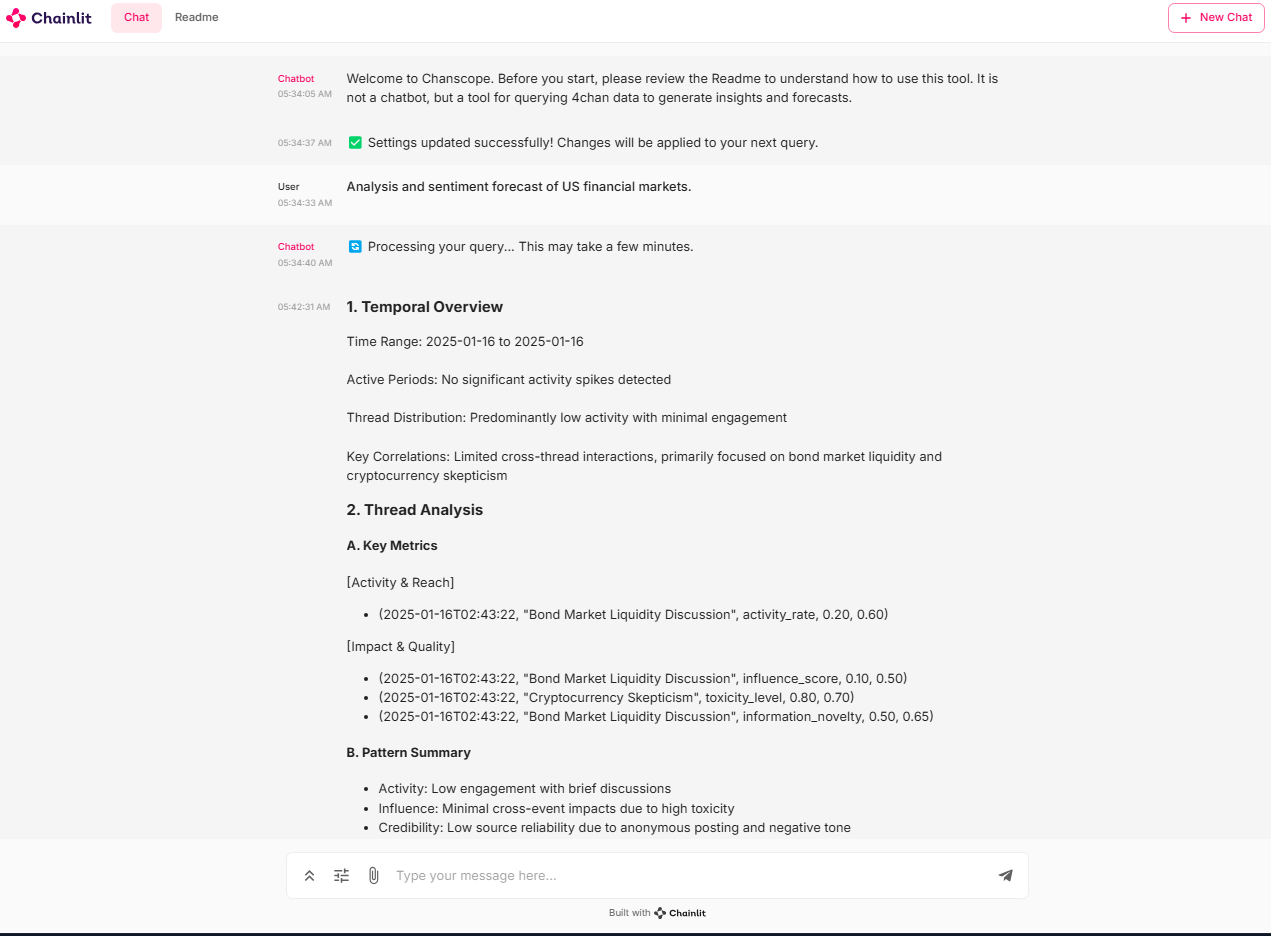 Chainlit
Chat
Readme
New Chat
Chatbot
05:34:05 AM
Welcome to Chanscope. Before you start, please review the Readme to understand how to use this tool. It is
not a chatbot, but a tool for querying 4chan data to generate insights and forecasts.
05:34:37 AM
Settings updated successfully! Changes will be applied to your next query.
User
05:34:33 AM
Analysis and sentiment forecast of US financial markets.
Chatbot
05:34:40 AM
Processing your query... This may take a few minutes.
05:42:31 AM
1. Temporal Overview
Time Range: 2025-01-16 to 2025-01-16
Active Periods: No significant activity spikes detected
Thread Distribution: Predominantly low activity with minimal engagement
Key Correlations: Limited cross-thread interactions, primarily focused on bond market liquidity and
cryptocurrency skepticism
2. Thread Analysis
A. Key Metrics
[Activity & Reach]
• (2025-01-16T02:43:22, "Bond Market Liquidity Discussion", activity_rate, 0.20, 0.60)
[Impact & Quality]
• (2025-01-16T02:43:22, "Bond Market Liquidity Discussion", influence_score, 0.10, 0.50)
• (2025-01-16T02:43:22, "Cryptocurrency Skepticism", toxicity_level, 0.80, 0.70)
• (2025-01-16T02:43:22, "Bond Market Liquidity Discussion", information_novelty, 0.50, 0.65)
B. Pattern Summary
• Activity: Low engagement with brief discussions
• Influence: Minimal cross-event impacts due to high toxicity
• Credibility: Low source reliability due to anonymous posting and negative tone
Type your message here...
Built with Chainlit